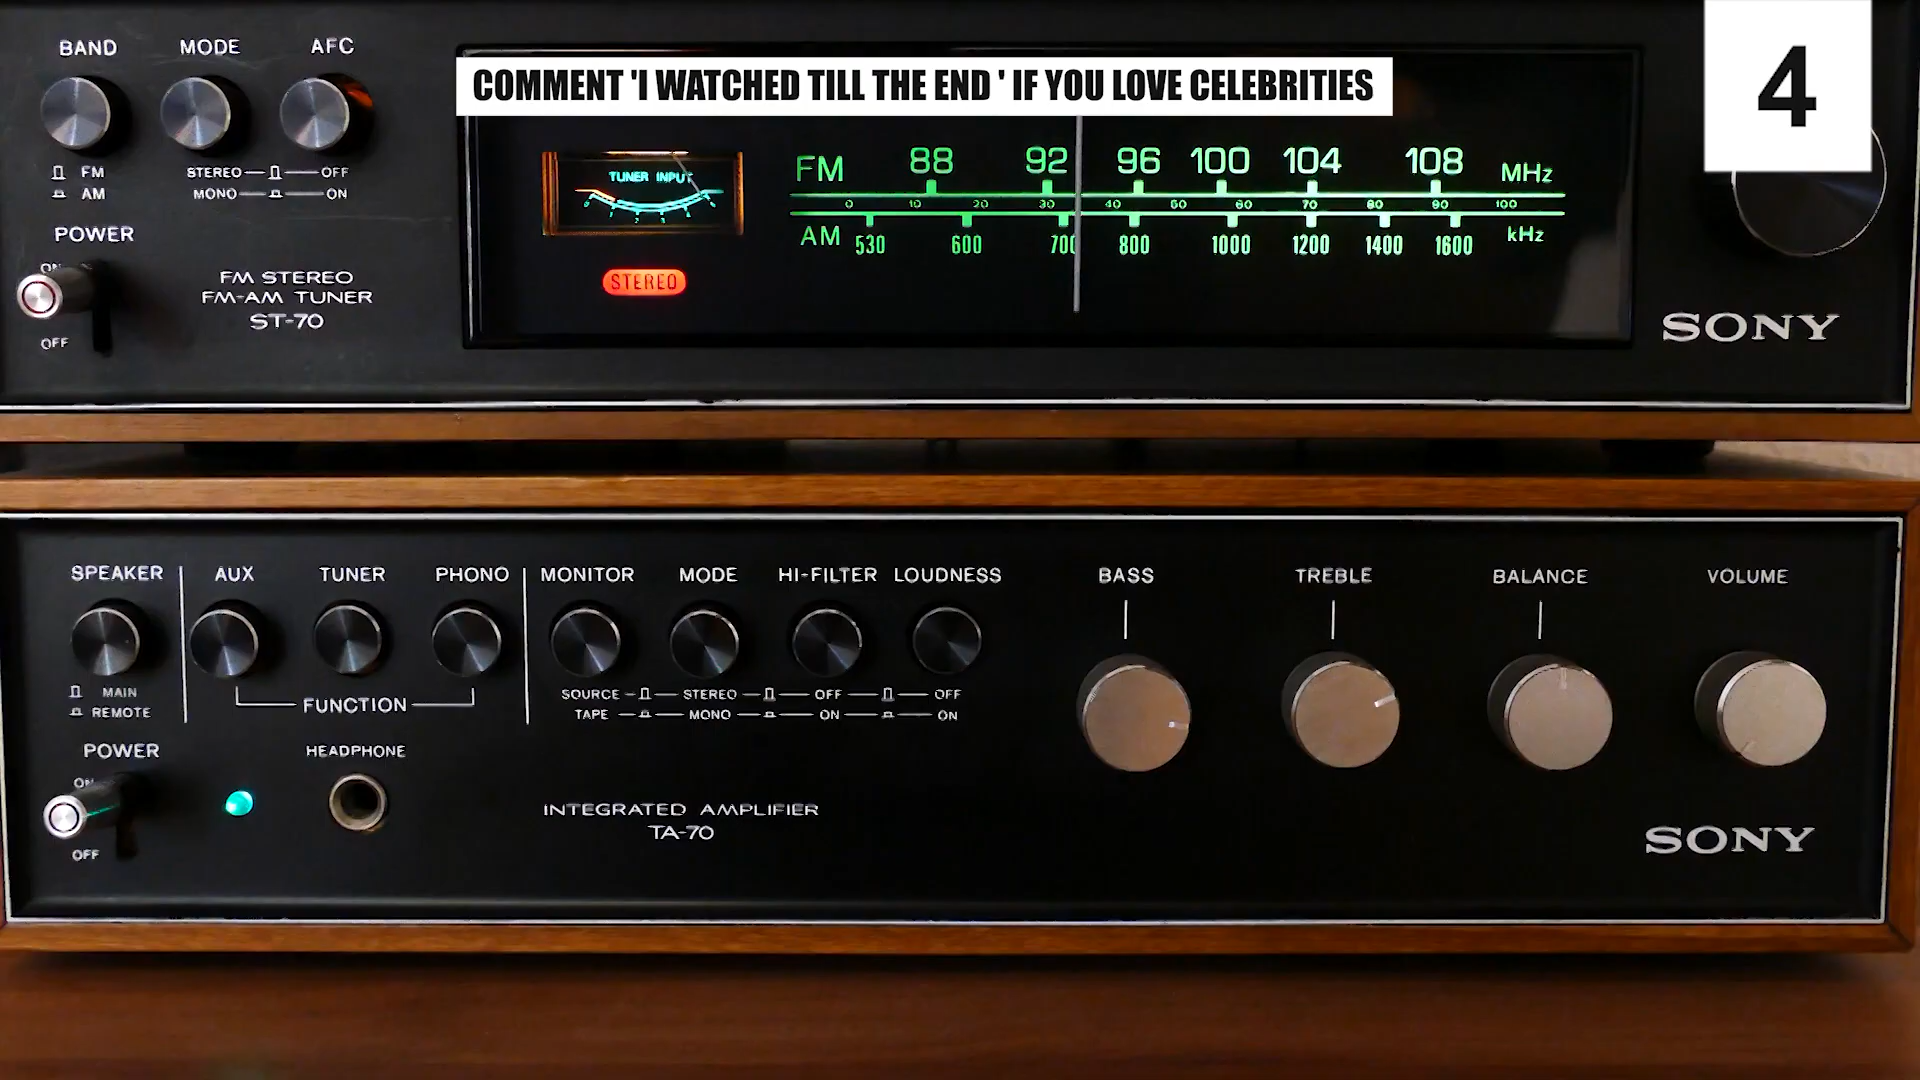 BAND MODE AFC
4
COMMENT 'I WATCHED TILL THE END ' IF YOU LOVE CELEBRITIES
FM
AM
STEREO OFF
MONO ON
TUNER INPUT
FM 88 92 96 100 104 108 MHz
0 10 20 30 40 50 60 70 80 90 100
AM 530 600 700 800 1000 1200 1400 1600 kHz
POWER
ON
OFF
FM STEREO
FM-AM TUNER
ST-70
STEREO
SONY
SPEAKER AUX TUNER PHONO MONITOR MODE HI-FILTER LOUDNESS BASS TREBLE BALANCE VOLUME
MAIN
REMOTE
FUNCTION
SOURCE STEREO OFF OFF
TAPE MONO ON ON
POWER
ON
OFF
HEADPHONE
INTEGRATED AMPLIFIER
TA-70
SONY